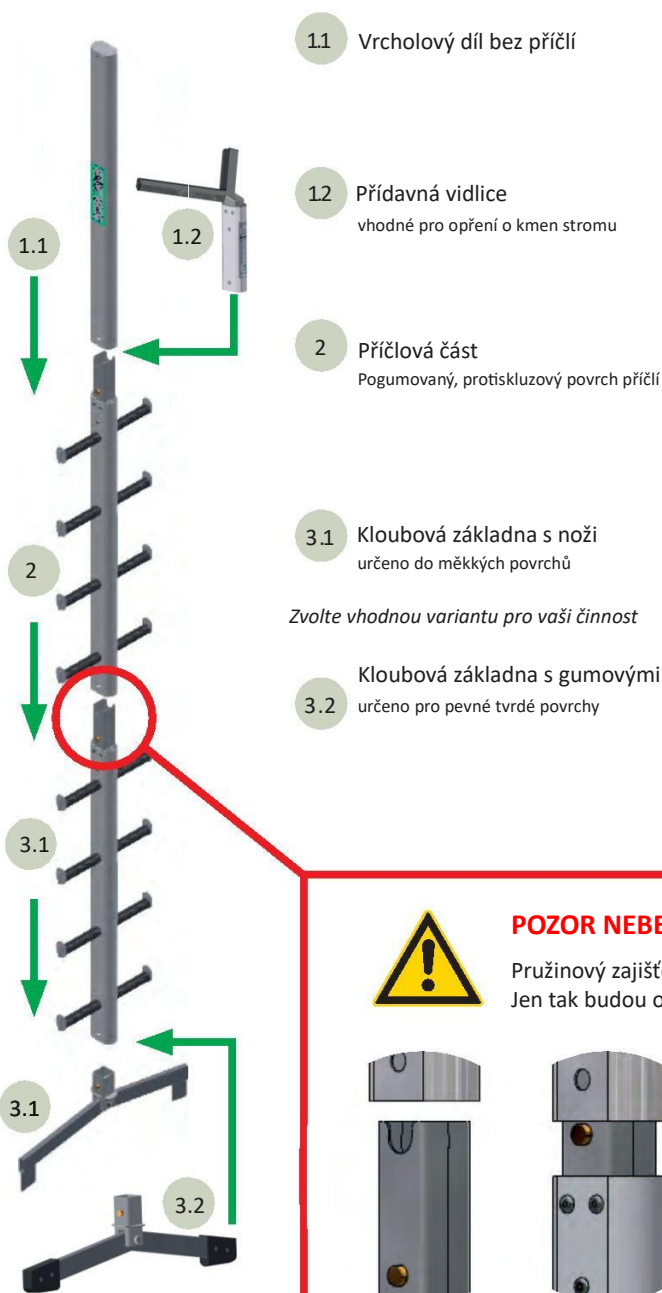 1.1 Vrcholový díl bez příčlí
1.2 Přídavná vidlice
vhodné pro opření o kmen stromu
2 Příčlová část
Pogumovaný, protiskluzový povrch příčlí
3.1 Kloubová základna s noži
určeno do měkkých povrchů
Zvolte vhodnou variantu pro vaši činnost
Kloubová základna s gumovými
3.2 určeno pro pevné tvrdé povrchy
1.1
1.2
2
3.1
3.1
3.2
POZOR NEBE
Pružinový zajišť
Jen tak budou o